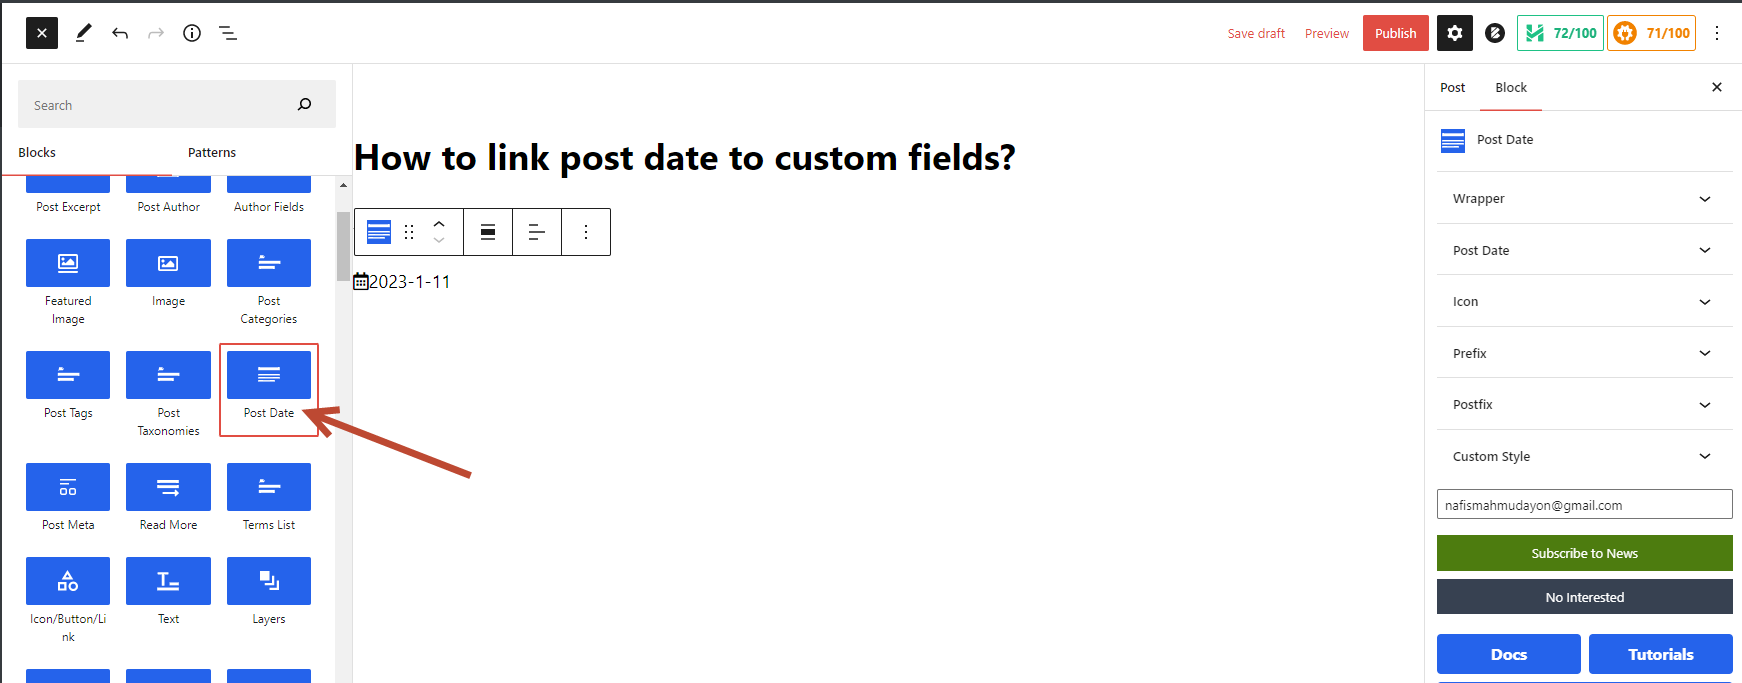 Save draft
Preview
Publish
72/100
71/100
Search
Blocks
Patterns
Post Excerpt
Post Author
Author Fields
Featured
Image
Image
Post
Categories
Post Tags
Post
Taxonomies
Post Date
Post Meta
Read More
Terms List
Icon/Button/Li
nk
Text
Layers
How to link post date to custom fields?
2023-1-11
Post
Block
Post Date
Wrapper
Post Date
Icon
Prefix
Postfix
Custom Style
nafismahmudayon@gmail.com
Subscribe to News
No Interested
Docs
Tutorials